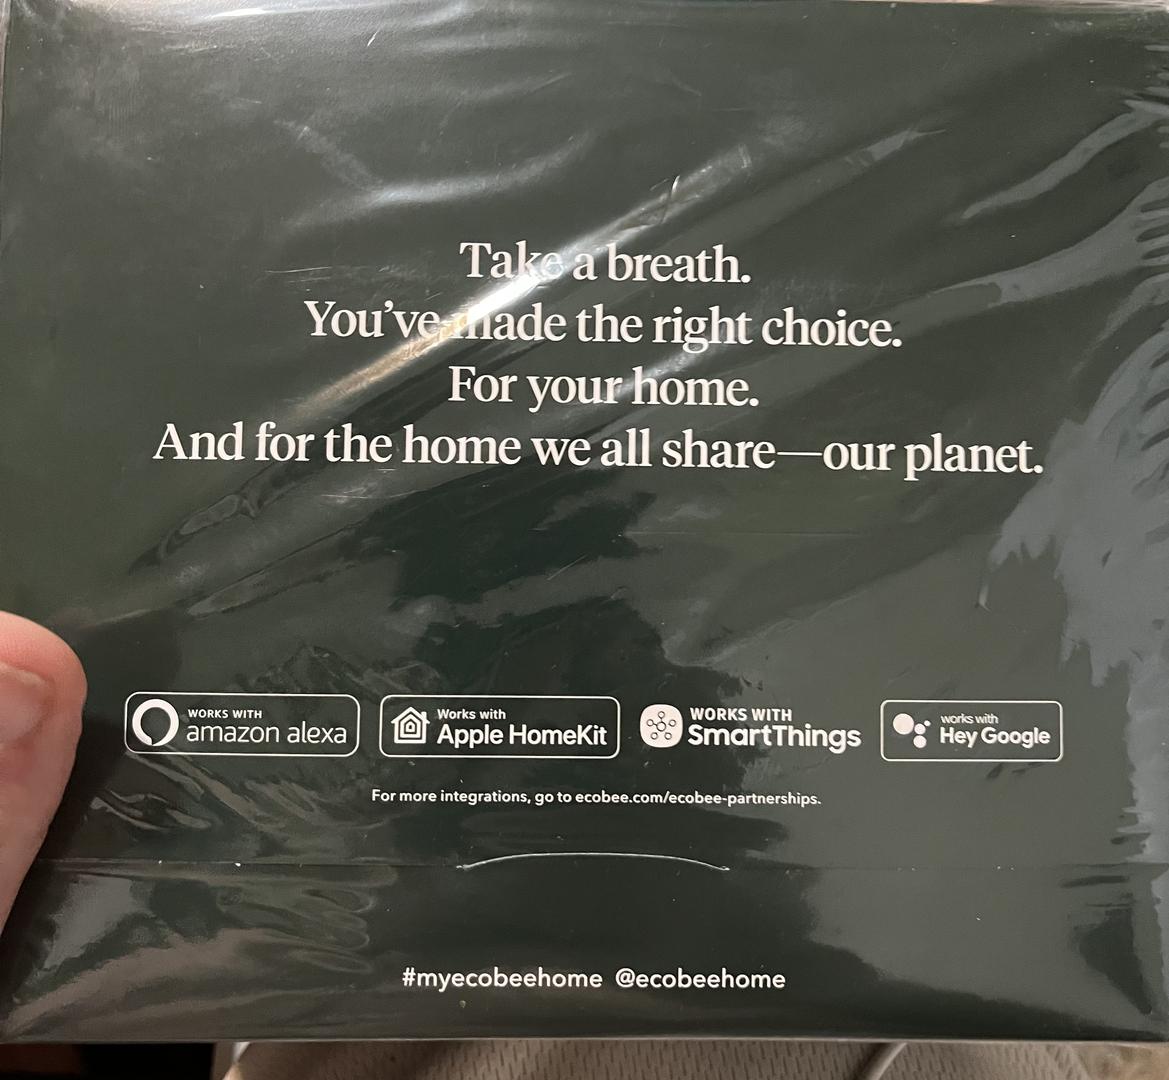 Take a breath.
You've made the right choice.
For your home.
And for the home we all share—our planet.
WORKS WITH
amazon alexa
Works with
Apple HomeKit
WORKS WITH
SmartThings
works with
Hey Google
For more integrations, go to ecobee.com/ecobee-partnerships.
#myecobeehome @ecobeehome